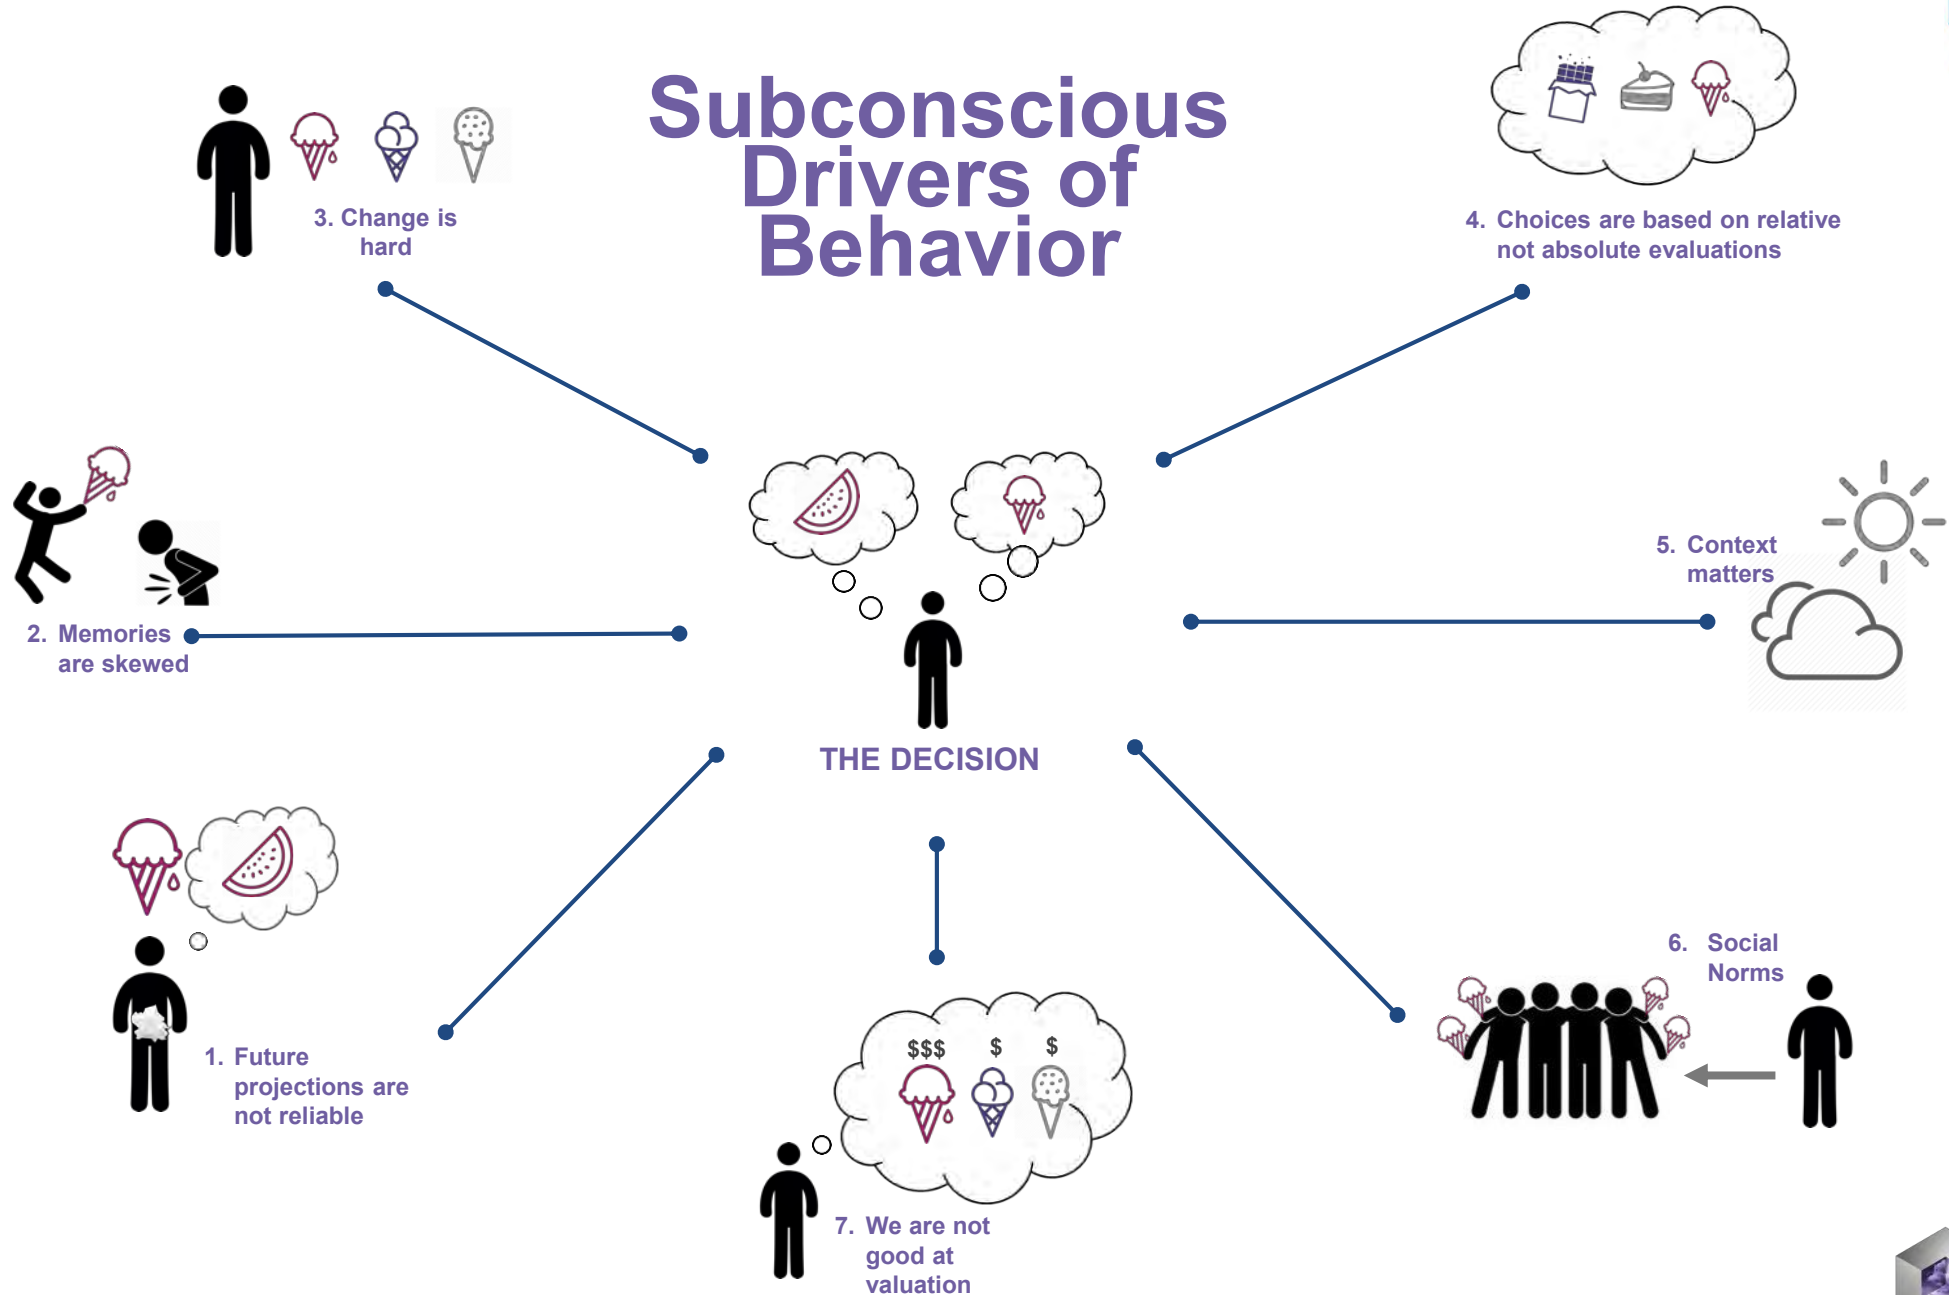 Subconscious
Drivers of
Behavior
3. Change is
hard
4. Choices are based on relative
not absolute evaluations
2. Memories
are skewed
5. Context
matters
THE DECISION
1. Future
projections are
not reliable
6. Social
Norms
$$$ $ $
7. We are not
good at
valuation